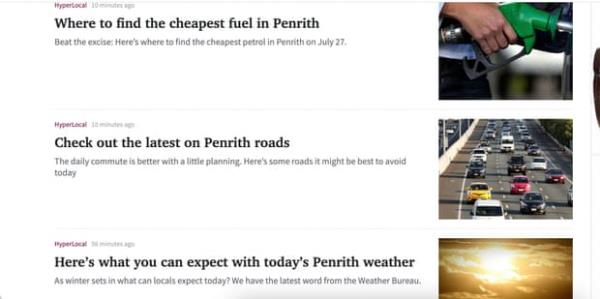 HyperLocal 10 minutes ago
Where to find the cheapest fuel in Penrith
Beat the excise: Here's where to find the cheapest petrol in Penrith on July 27.
HyperLocal 10 minutes ago
Check out the latest on Penrith roads
The daily commute is better with a little planning. Here's some roads it might be best to avoid
today
HyperLocal 56 minutes ago
Here's what you can expect with today's Penrith weather
As winter sets in what can locals expect today? We have the latest word from the Weather Bureau.